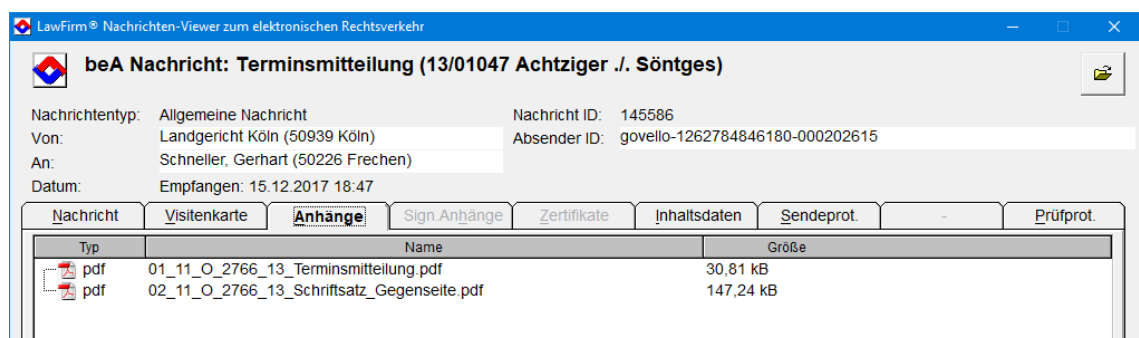 LawFirm® Nachrichten-Viewer zum elektronischen Rechtsverkehr
beA Nachricht: Terminsmitteilung (13/01047 Achtziger ./. Söntges)
Nachrichtentyp: Allgemeine Nachricht Nachricht ID: 145586
Von: Landgericht Köln (50939 Köln) Absender ID: govello-1262784846180-000202615
An: Schneller, Gerhart (50226 Frechen)
Datum: Empfangen: 15.12.2017 18:47
Nachricht Visitenkarte Anhänge Sign.Anhänge Zertifikate Inhaltsdaten Sendeprot. - Prüfprot.
Typ Name Größe
pdf 01_11_O_2766_13_Terminsmitteilung.pdf 30,81 kB
pdf 02_11_O_2766_13_Schriftsatz_Gegenseite.pdf 147,24 kB